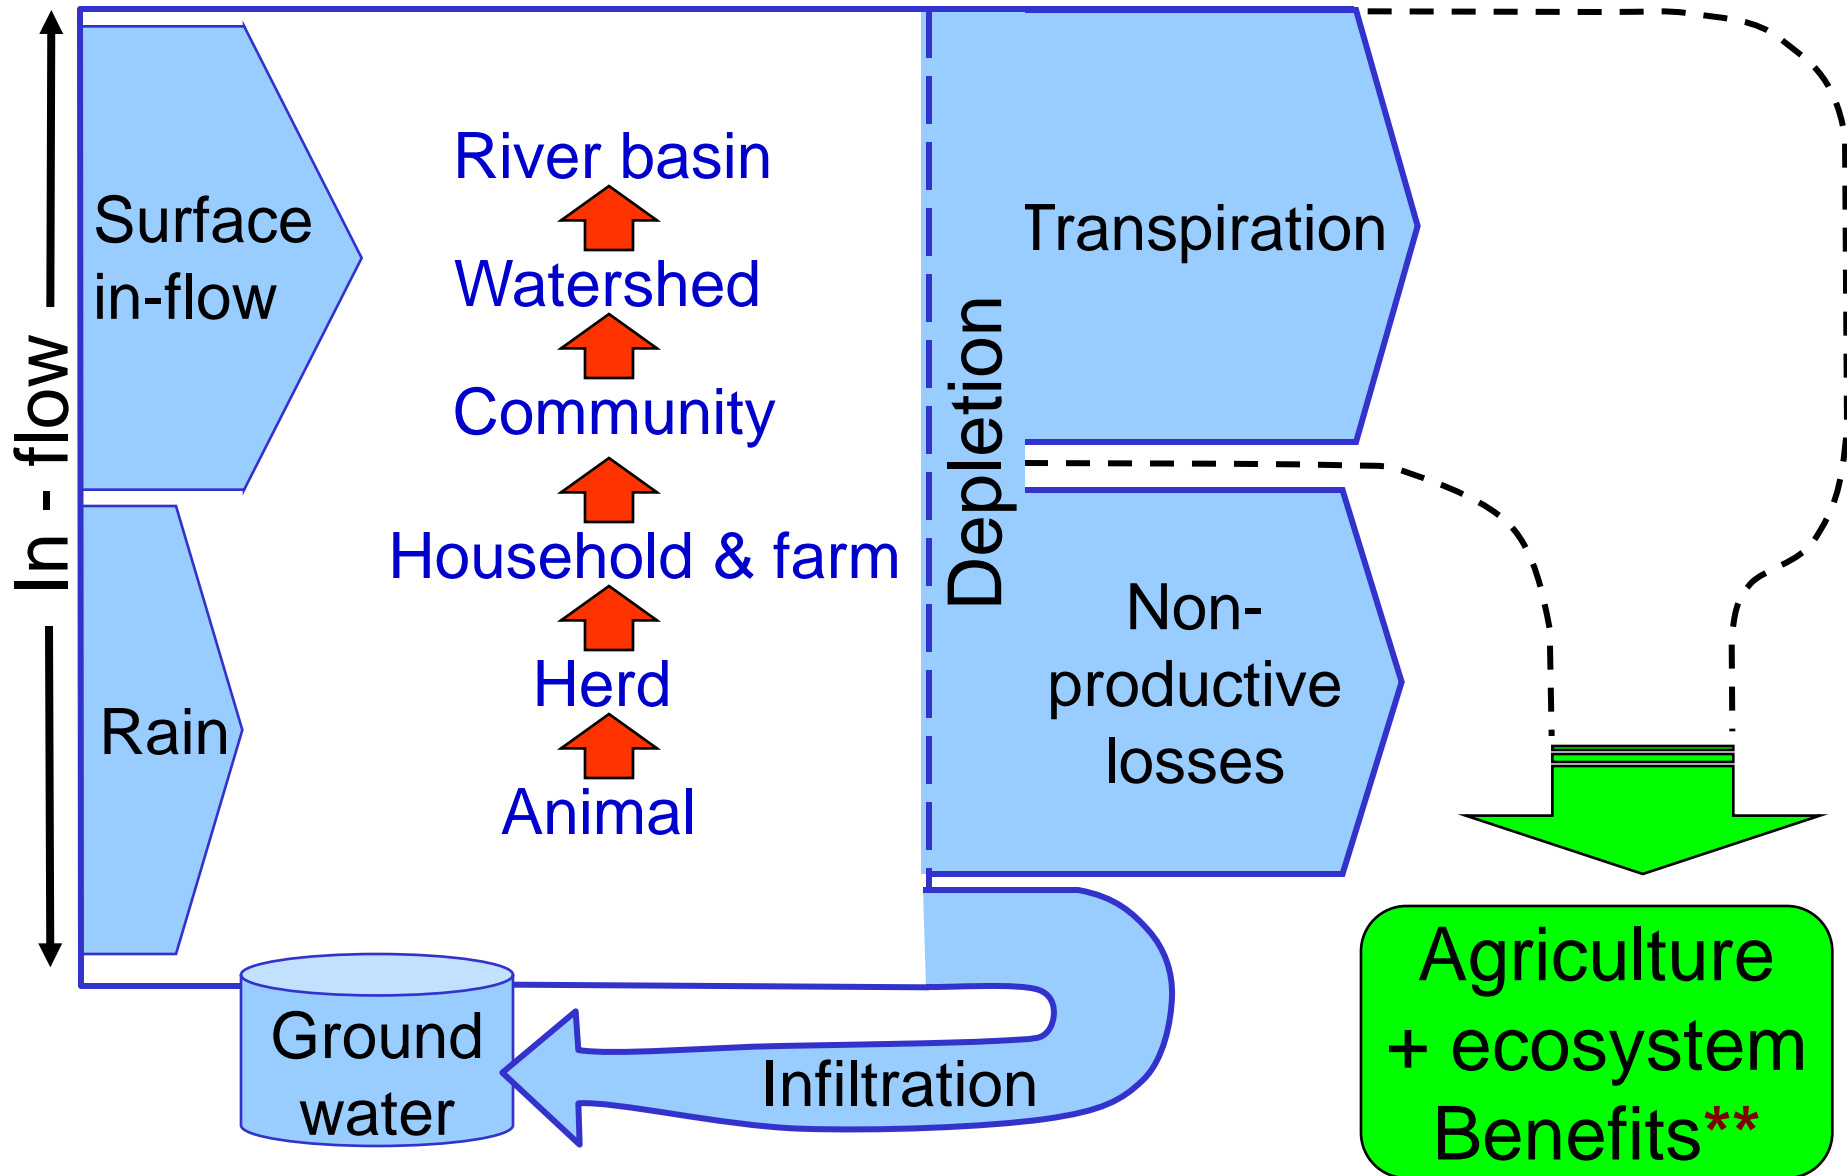 In - flow
Surface
in-flow
Rain
River basin
Watershed
Community
Household & farm
Herd
Animal
Depletion
Transpiration
Non-
productive
losses
Ground
water
Infiltration
Agriculture
+ ecosystem
Benefits**